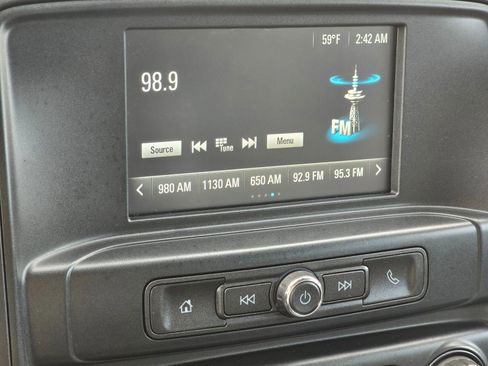 59°F 2:42 AM
98.9
FM
Source Tune Menu
980 AM 1130 AM 650 AM 92.9 FM 95.3 FM